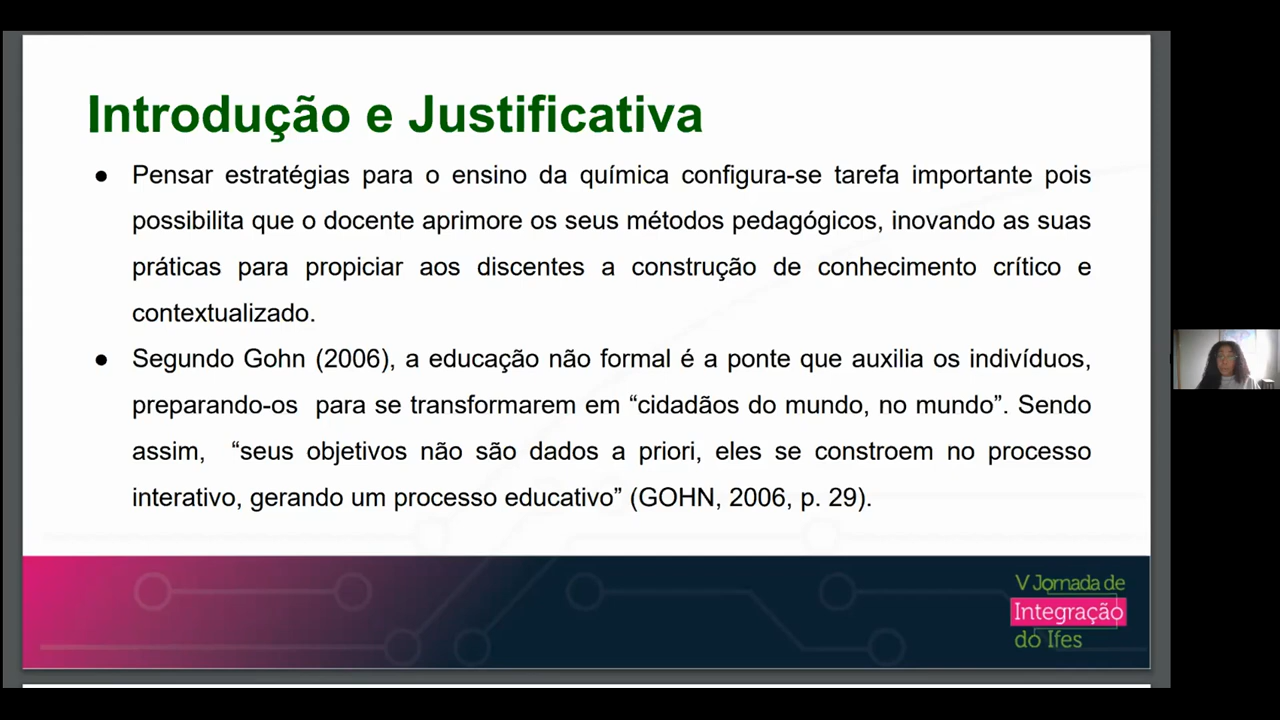 Introdução e Justificativa
● Pensar estratégias para o ensino da química configura-se tarefa importante pois
possibilita que o docente aprimore os seus métodos pedagógicos, inovando as suas
práticas para propiciar aos discentes a construção de conhecimento crítico e
contextualizado.
● Segundo Gohn (2006), a educação não formal é a ponte que auxilia os indivíduos,
preparando-os para se transformarem em “cidadãos do mundo, no mundo”. Sendo
assim, “seus objetivos não são dados a priori, eles se constroem no processo
interativo, gerando um processo educativo” (GOHN, 2006, p. 29).
V Jornada de
Integração
do Ifes